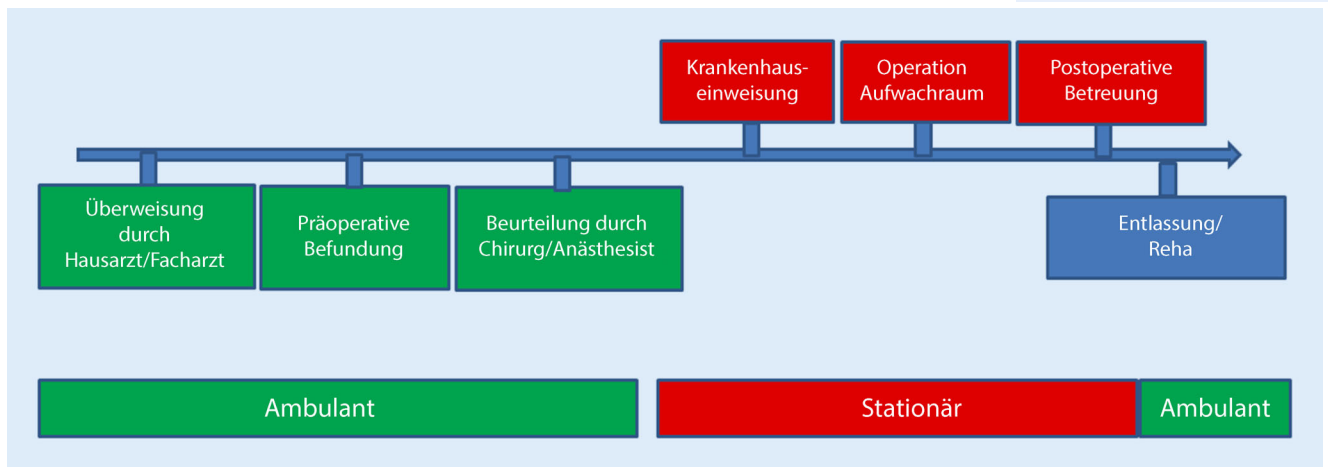 Krankenhaus-
einweisung
Operation
Aufwachraum
Postoperative
Betreuung
Überweisung
durch
Hausarzt/Facharzt
Präoperative
Befundung
Beurteilung durch
Chirurg/Anästhesist
Entlassung/
Reha
Ambulant
Stationär
Ambulant